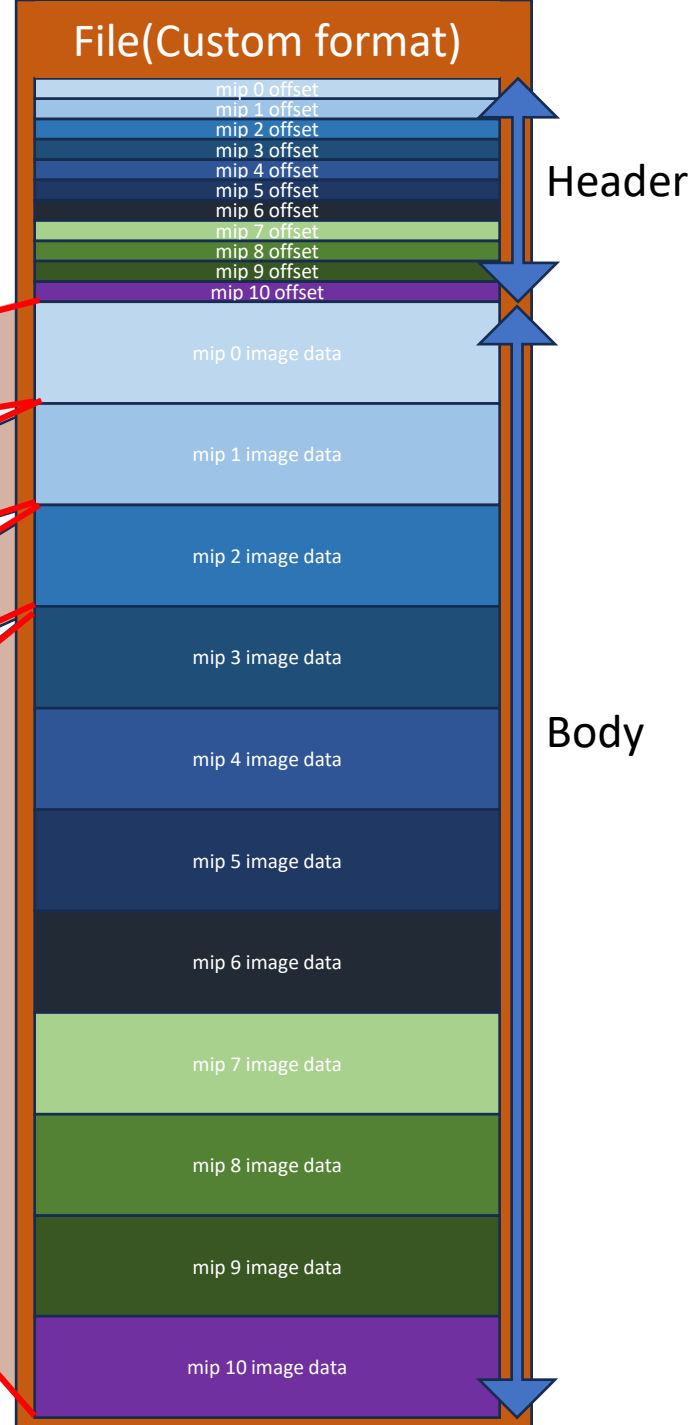 File(Custom format)
mip 0 offset
mip 1 offset
mip 2 offset
mip 3 offset
mip 4 offset
mip 5 offset
mip 6 offset
mip 7 offset
mip 8 offset
mip 9 offset
mip 10 offset
Header
mip 0 image data
mip 1 image data
mip 2 image data
mip 3 image data
mip 4 image data
mip 5 image data
mip 6 image data
mip 7 image data
mip 8 image data
mip 9 image data
mip 10 image data
Body